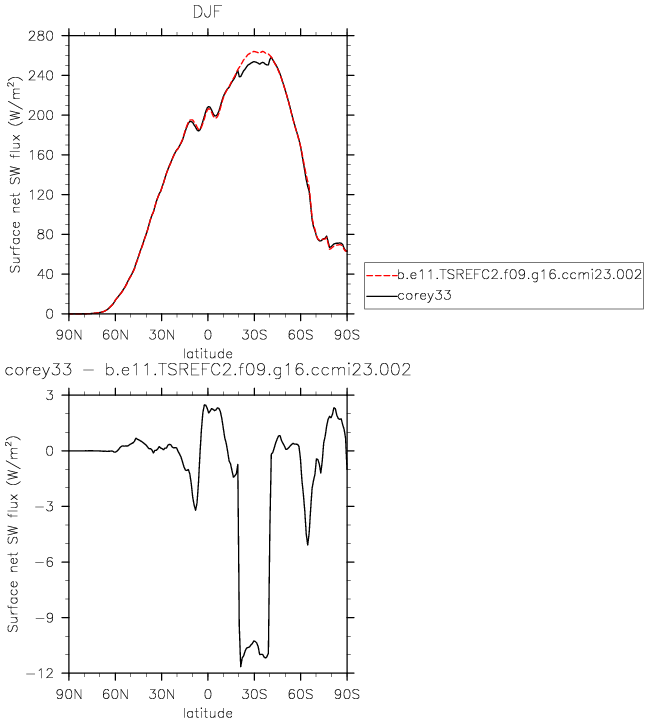 DJF
280
240
200
160
120
80
40
0
Surface net SW flux (W/m²)
90N 60N 30N 0 30S 60S 90S
latitude
b.e11.TSREFC2.f09.g16.ccmi23.002
corey33
corey33 - b.e11.TSREFC2.f09.g16.ccmi23.002
3
0
-3
-6
-9
-12
Surface net SW flux (W/m²)
90N 60N 30N 0 30S 60S 90S
latitude